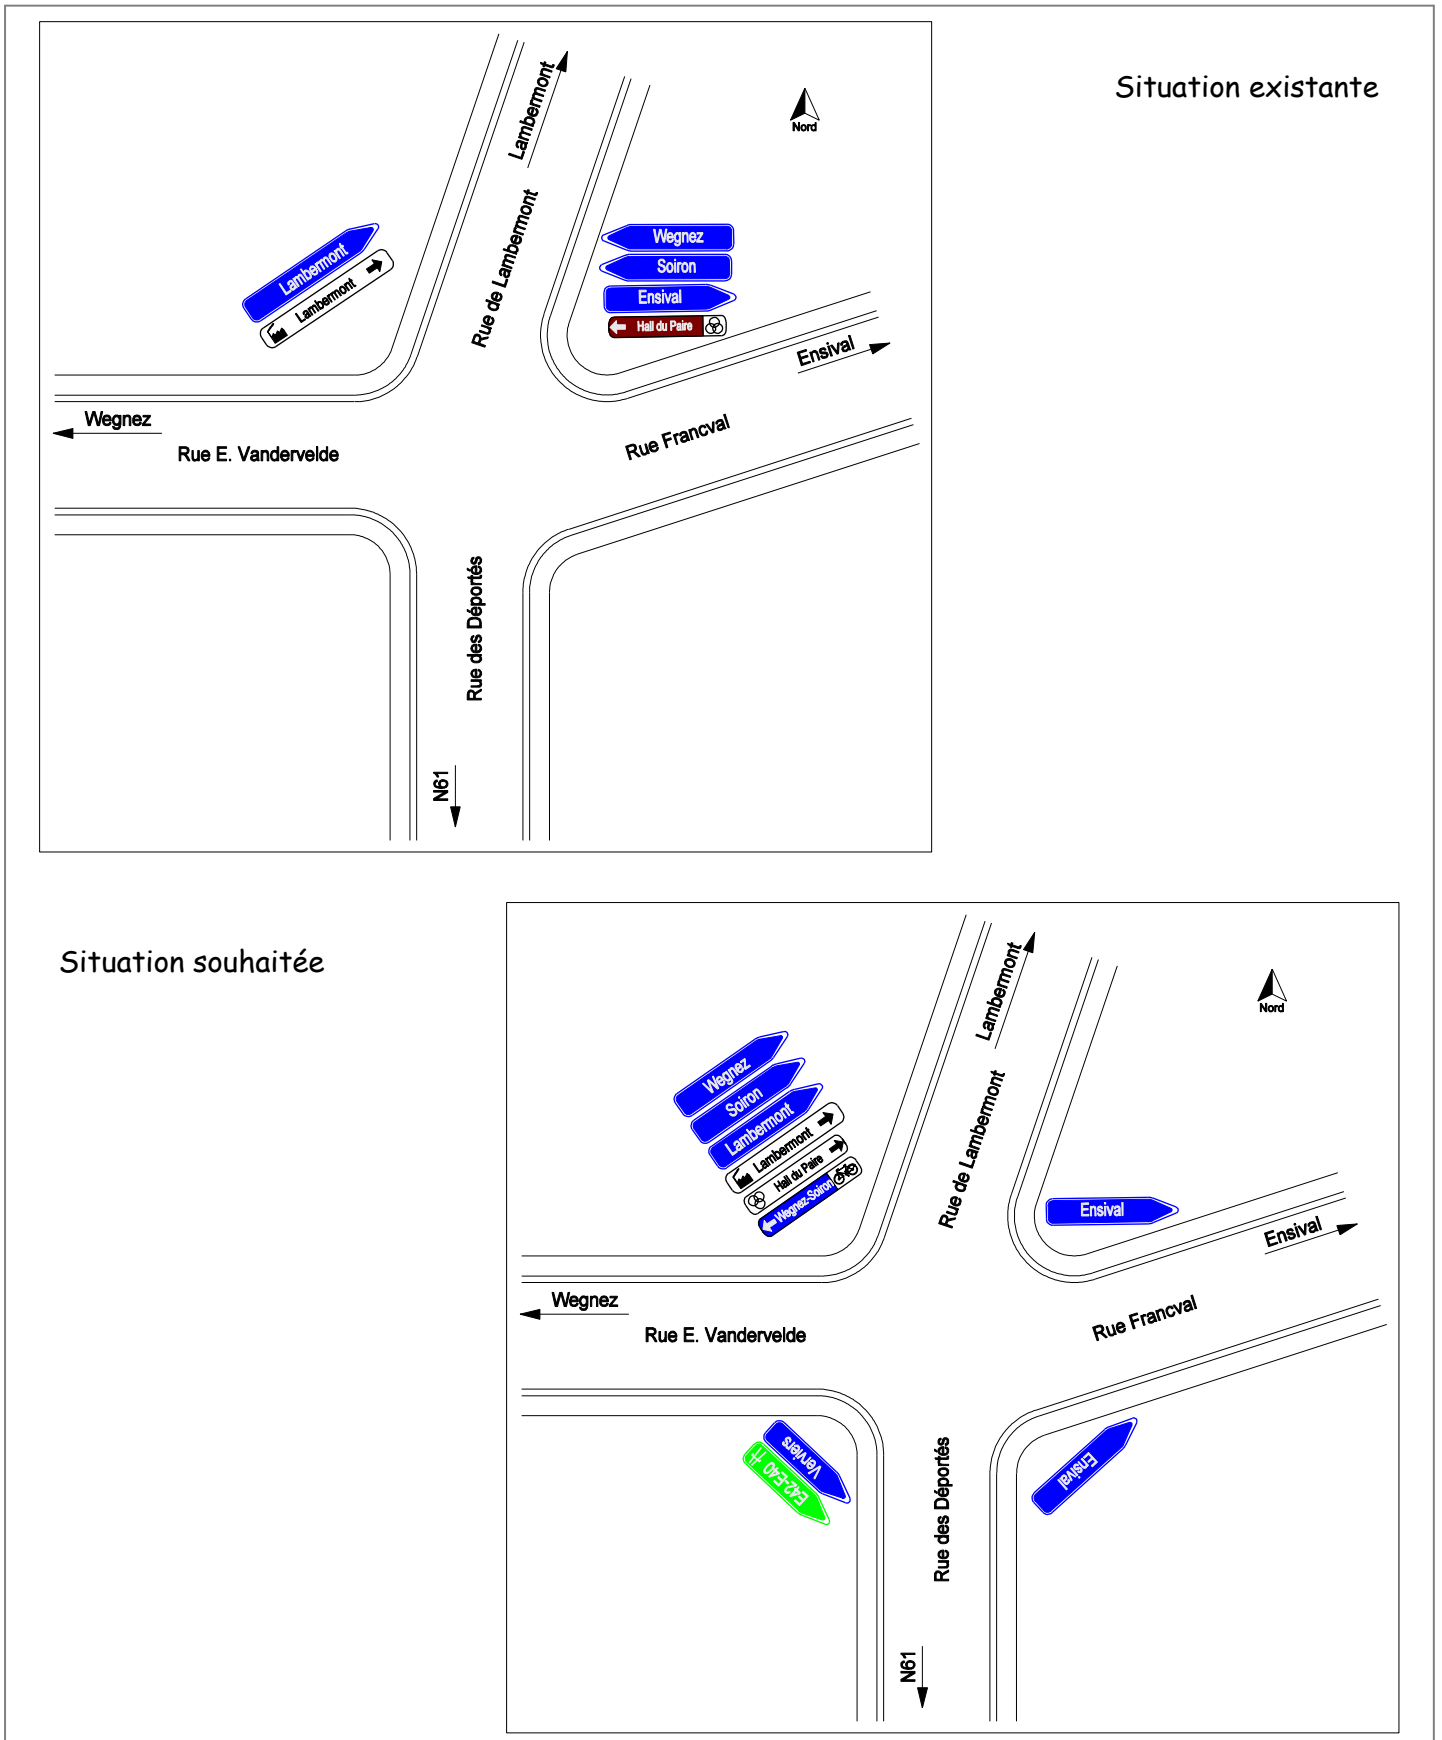 Situation existante
Lambermont
Nord
Rue de Lambermont
Lambermont
Lambermont
Wegnez
Soiron
Ensival
Hall du Paire
Ensival
Wegnez
Rue E. Vandervelde
Rue Francval
Rue des Déportés
N61
Situation souhaitée
Lambermont
Nord
Rue de Lambermont
Wegnez
Soiron
Lambermont
Lambermont
Hall du Paire
Wegnez-Soiron
Ensival
Ensival
Wegnez
Rue E. Vandervelde
Rue Francval
Verviers
E42-E40
Ensival
Rue des Déportés
N61